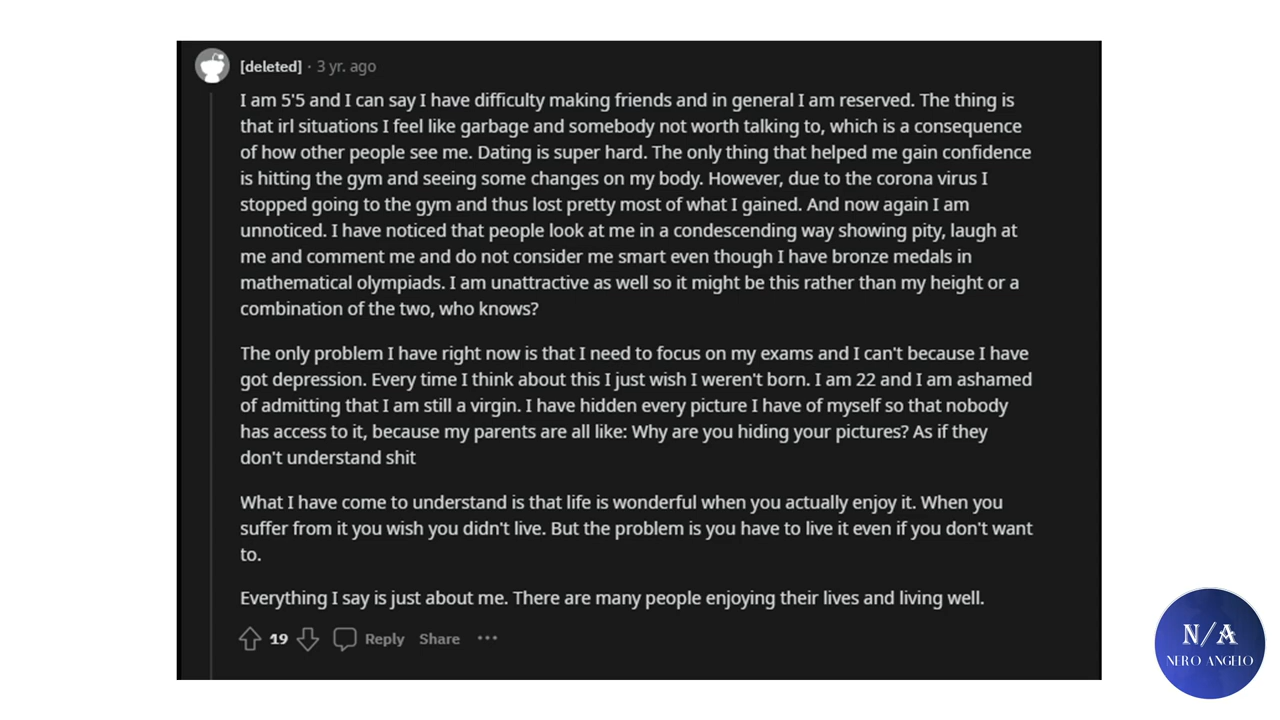 [deleted] · 3 yr. ago
I am 5'5 and I can say I have difficulty making friends and in general I am reserved. The thing is
that irl situations I feel like garbage and somebody not worth talking to, which is a consequence
of how other people see me. Dating is super hard. The only thing that helped me gain confidence
is hitting the gym and seeing some changes on my body. However, due to the corona virus I
stopped going to the gym and thus lost pretty most of what I gained. And now again I am
unnoticed. I have noticed that people look at me in a condescending way showing pity, laugh at
me and comment me and do not consider me smart even though I have bronze medals in
mathematical olympiads. I am unattractive as well so it might be this rather than my height or a
combination of the two, who knows?
The only problem I have right now is that I need to focus on my exams and I can't because I have
got depression. Every time I think about this I just wish I weren't born. I am 22 and I am ashamed
of admitting that I am still a virgin. I have hidden every picture I have of myself so that nobody
has access to it, because my parents are all like: Why are you hiding your pictures? As if they
don't understand shit
What I have come to understand is that life is wonderful when you actually enjoy it. When you
suffer from it you wish you didn't live. But the problem is you have to live it even if you don't want
to.
Everything I say is just about me. There are many people enjoying their lives and living well.
19 Reply Share ···
N/A
NERO ANGELO